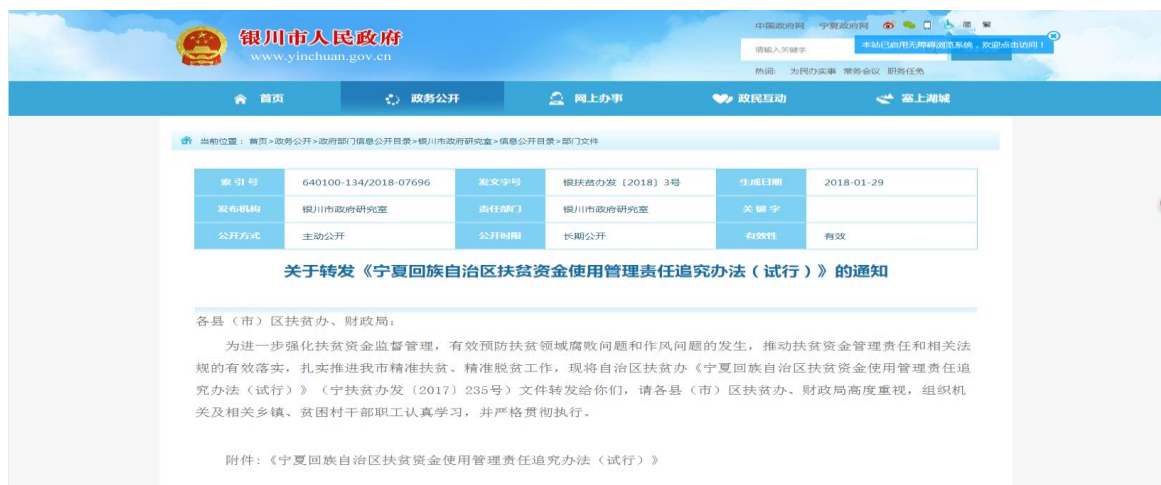 银川市人民政府
www.yinchuan.gov.cn
中国政府网 宁夏政府网 简 繁
请输入关键字
本站已启用无障碍浏览系统，欢迎点击访问！
热词: 为民办实事 常务会议 职务任免
首页 政务公开 网上办事 政民互动 塞上湖城
当前位置：首页>政务公开>政府部门信息公开目录>银川市政府研究室>信息公开目录>部门文件
索引号 640100-134/2018-07696 发文字号 银扶贫办发〔2018〕3号 生成日期 2018-01-29
发布机构 银川市政府研究室 责任部门 银川市政府研究室 关键字
公开方式 主动公开 公开时限 长期公开 有效性 有效
关于转发《宁夏回族自治区扶贫资金使用管理责任追究办法（试行）》的通知
各县（市）区扶贫办、财政局：
为进一步强化扶贫资金监督管理，有效预防扶贫领域腐败问题和作风问题的发生，推动扶贫资金管理责任和相关法
规的有效落实，扎实推进我市精准扶贫、精准脱贫工作，现将自治区扶贫办《宁夏回族自治区扶贫资金使用管理责任追
究办法（试行）》（宁扶贫办发〔2017〕235号）文件转发给你们，请各县（市）区扶贫办、财政局高度重视，组织机
关及相关乡镇、贫困村干部职工认真学习，并严格贯彻执行。
附件：《宁夏回族自治区扶贫资金使用管理责任追究办法（试行）》